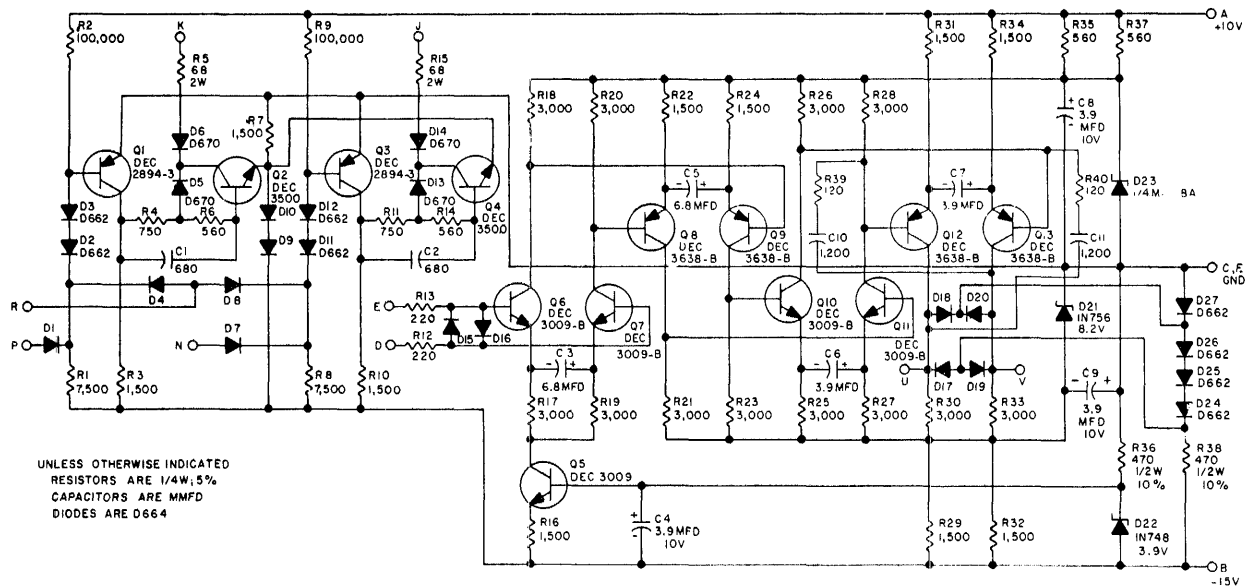 R2
100,000
K
R5
68
2W
R9
100,000
J
R15
68
2W
R31
1,500
R34
1,500
R35
560
R37
560
A
+10V
D6
D670
R7
1,500
D14
D670
R18
3,000
R20
3,000
R22
1,500
R24
1,500
R26
3,000
R28
3,000
C8
3.9
MFD
10V
Q1
DEC
2894-3
D5
D670
Q2
DEC
3500
Q3
DEC
2894-3
D13
D670
Q4
DEC
3500
C5
6.8MFD
R39
120
C7
3.9MFD
R40
120
D23
1/4M
8A
D3
D662
D2
D662
R4
750
R6
560
D10
D9
D12
D662
D11
D662
R11
750
R14
560
C1
680
C2
680
Q8
DEC
3638-B
Q9
DEC
3638-B
C10
1,200
Q12
DEC
3638-B
DEC
3638-B
C11
1,200
C,F
GND
R
D4
D8
P
D1
D7
N
E
R13
220
D
R12
220
D15
D16
Q6
DEC
3009-B
Q7
DEC
3009-B
Q10
DEC
3009-B
Q11
DEC
3009-B
D18
D20
D21
IN756
8.2V
D27
D662
D26
D662
D25
D662
D24
D662
R1
7,500
R3
1,500
R8
7,500
R10
1,500
C3
6.8MFD
C6
3.9MFD
U
D17
D19
V
C9
3.9
MFD
10V
R17
3,000
R19
3,000
R21
3,000
R23
3,000
R25
3,000
R27
3,000
R30
3,000
R33
3,000
R36
470
1/2W
10%
R38
470
1/2W
10%
UNLESS OTHERWISE INDICATED
RESISTORS ARE 1/4W;5%
CAPACITORS ARE MMFD
DIODES ARE D664
Q5
DEC 3009
R16
1,500
C4
3.9MFD
10V
R29
1,500
R32
1,500
D22
IN748
3.9V
B
-15V